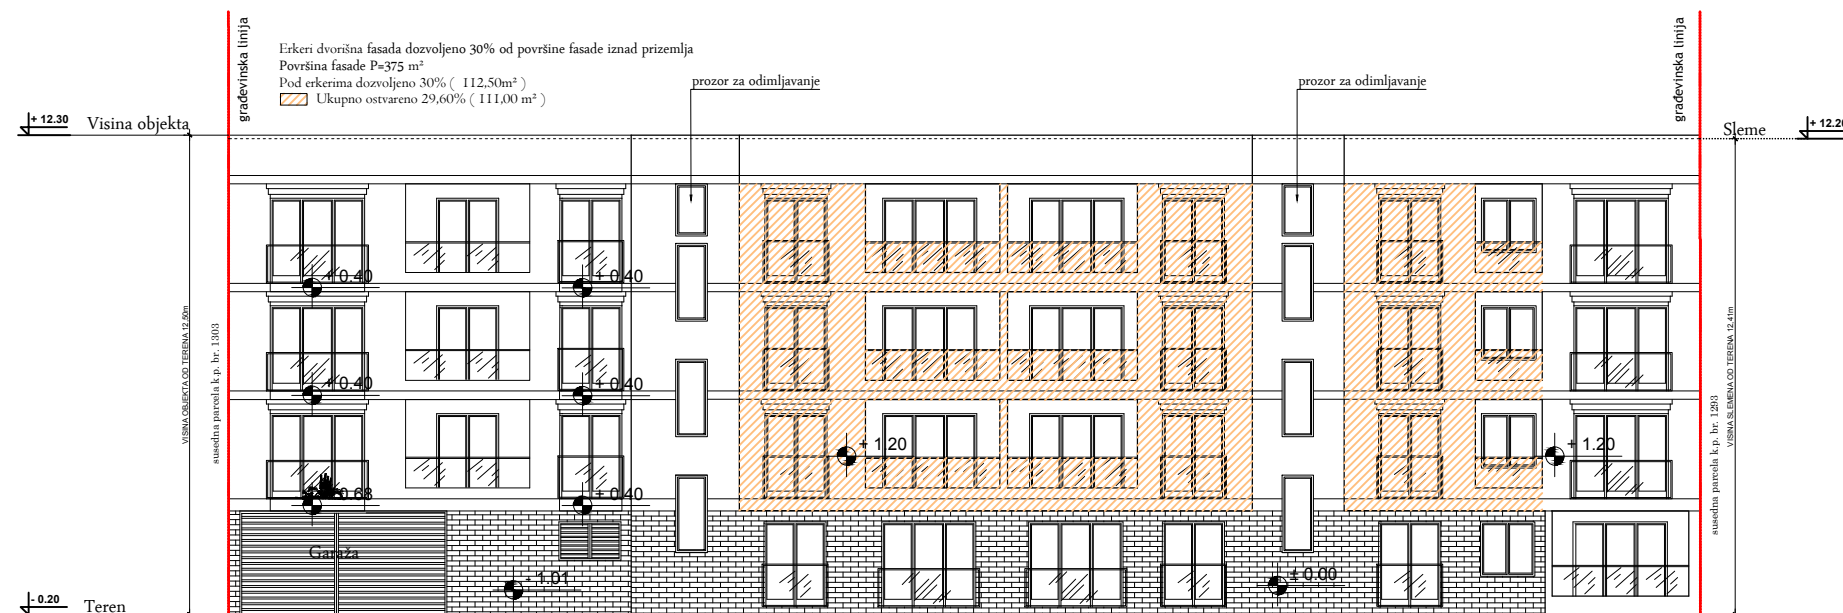 građevinska linija
građevinska linija
Erkeri dvorišna fasada dozvoljeno 30% od površine fasade iznad prizemlja
Površina fasade P=375 m²
Pod erkerima dozvoljeno 30% ( 112,50m² )
Ukupno ostvareno 29,60% ( 111,00 m² )
prozor za odimljavanje
prozor za odimljavanje
+ 12.30
Visina objekta
Sleme
+ 12.20
+ 0.40
+ 0.40
VISINA OBJEKTA OD TERENA 12.50m
susedna parcela k.p. br. 1303
+ 0.40
+ 0.40
VISINA SLEMENA OD TERENA 12.41m
susedna parcela k.p. br. 1293
+ 1.20
+ 1.20
0.68
+ 0.40
Garaža
- 1.01
± 0.00
- 0.20
Teren